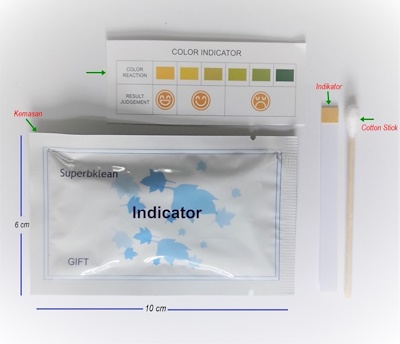 COLOR INDICATOR
COLOR
REACTION
RESULT
JUDGEMENT
Indikator
Kemasan
Cotton Stick
Superbklean
Indicator
GIFT
6 cm
10 cm